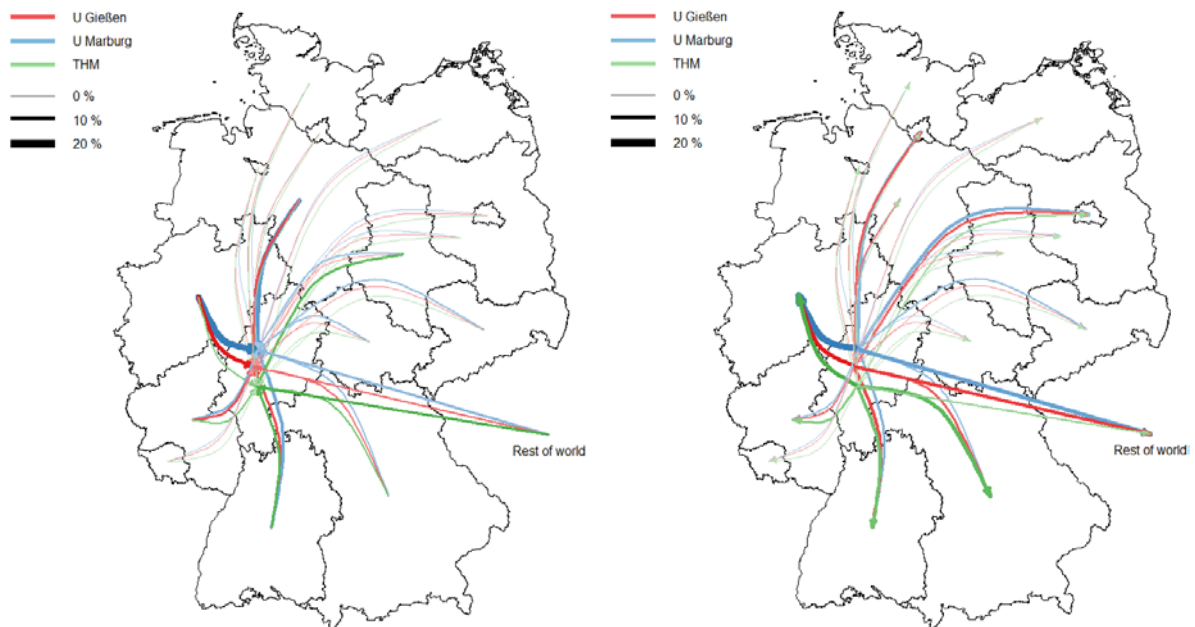 U Gießen
U Marburg
THM
0 %
10 %
20 %
Rest of world
U Gießen
U Marburg
THM
0 %
10 %
20 %
Rest of world